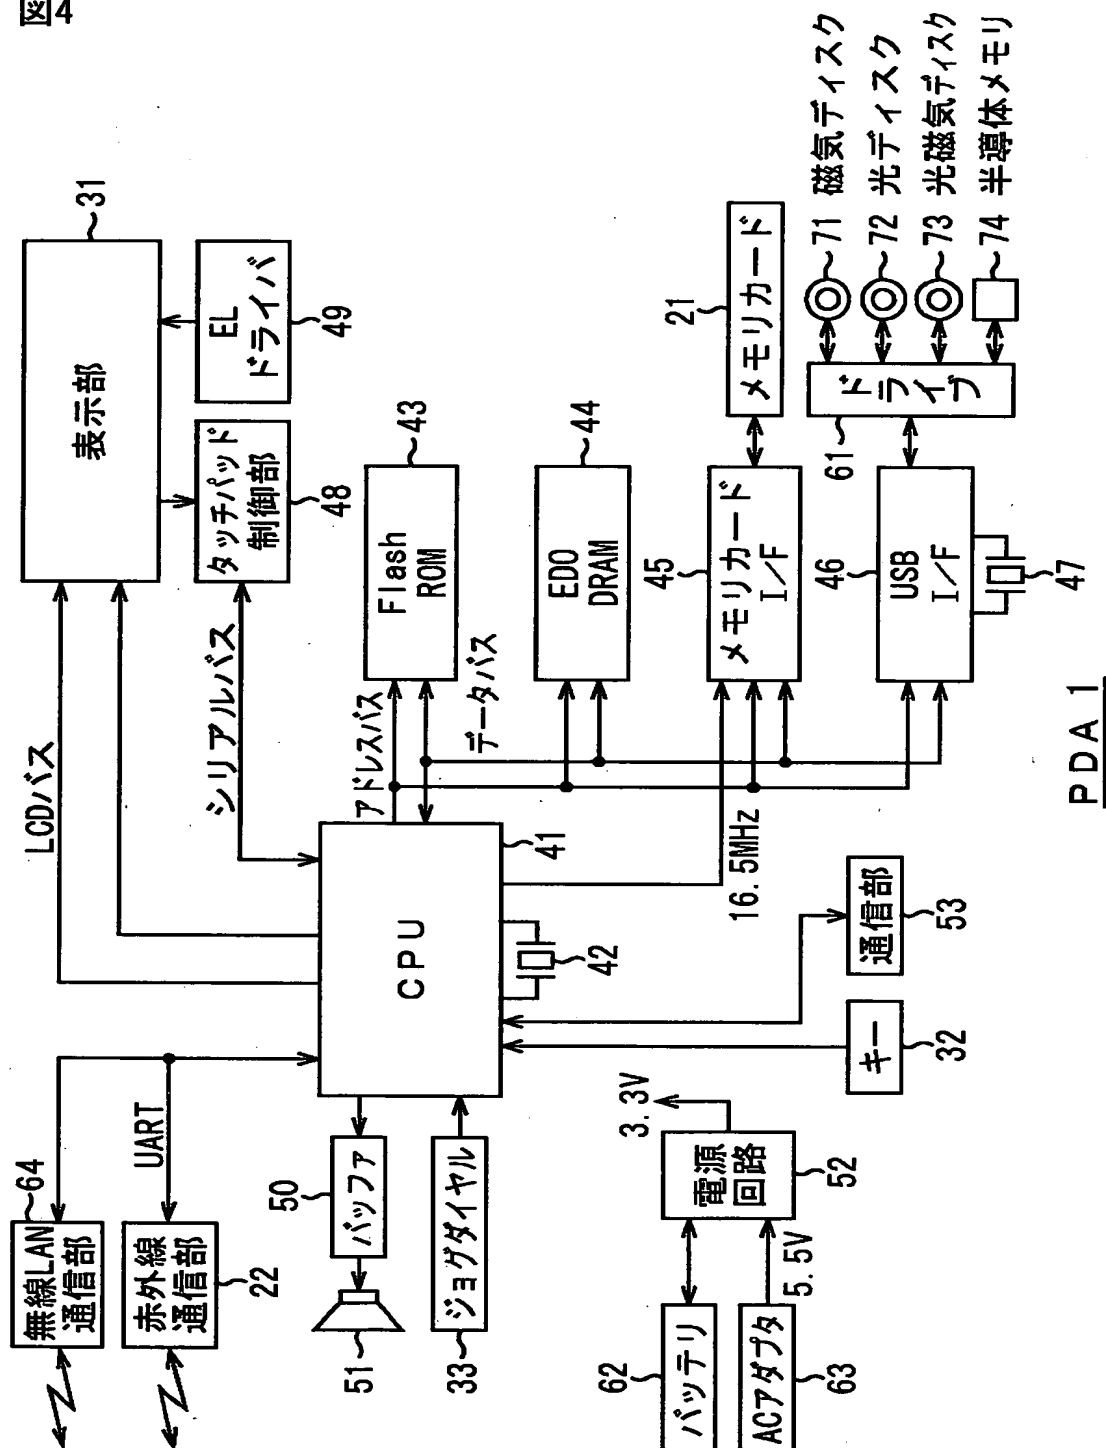 図4
無線LAN
通信部
64
赤外線
通信部
22
UART
LCDバス
表示部
31
EL
ドライバ
49
タッチパッド
制御部
48
シリアルバス
バッファ
50
51
ジョグダイヤル
33
CPU
41
42
アドレスバス
データバス
Flash
ROM
43
EDO
DRAM
44
メモリカード
I/F
45
16.5MHz
メモリカード
21
USB
I/F
46
47
ドライブ
61
71 磁気ディスク
72 光ディスク
73 光磁気ディスク
74 半導体メモリ
バッテリ
62
ACアダプタ
63
5.5V
電源
回路
52
3.3V
キー
32
通信部
53
PDA 1